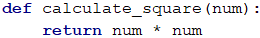 def calculate_square(num):
    return num * num